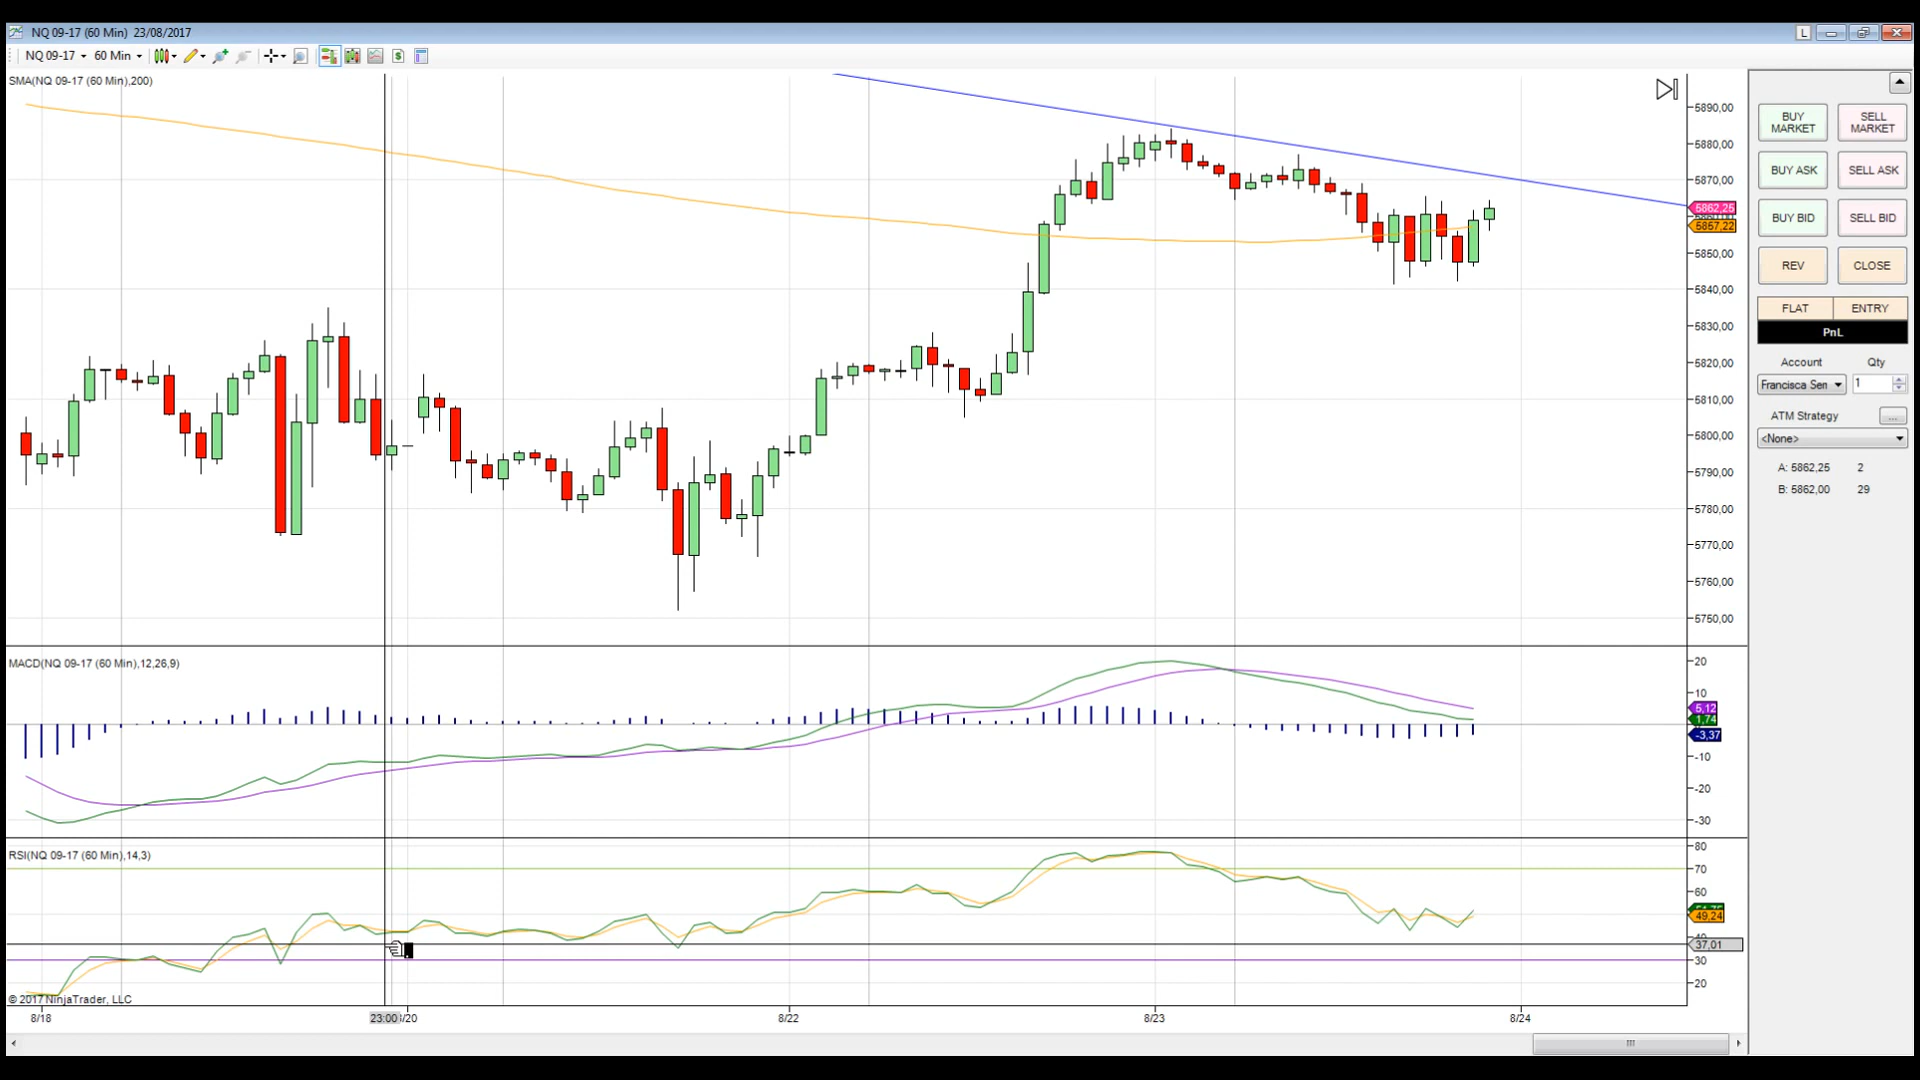 NQ 09-17 (60 Min)  23/08/2017
L
NQ 09-17 60 Min
SMA(NQ 09-17 (60 Min),200)
5890,00
5880,00
5870,00
5862,25
5857,22
5850,00
5840,00
5830,00
5820,00
5810,00
5800,00
5790,00
5780,00
5770,00
5760,00
5750,00
MACD(NQ 09-17 (60 Min),12,26,9)
20
10
5,12
1,74
-3,37
-10
-20
-30
RSI(NQ 09-17 (60 Min),14,3)
80
70
60
49,24
37,01
30
20
© 2017 NinjaTrader, LLC
8/18 23:00 /20 8/22 8/23 8/24
BUY MARKET
SELL MARKET
BUY ASK SELL ASK
BUY BID SELL BID
REV CLOSE
FLAT ENTRY
PnL
Account Qty
Francisca Sen 1
ATM Strategy ...
<None>
A: 5862,25 2
B: 5862,00 29